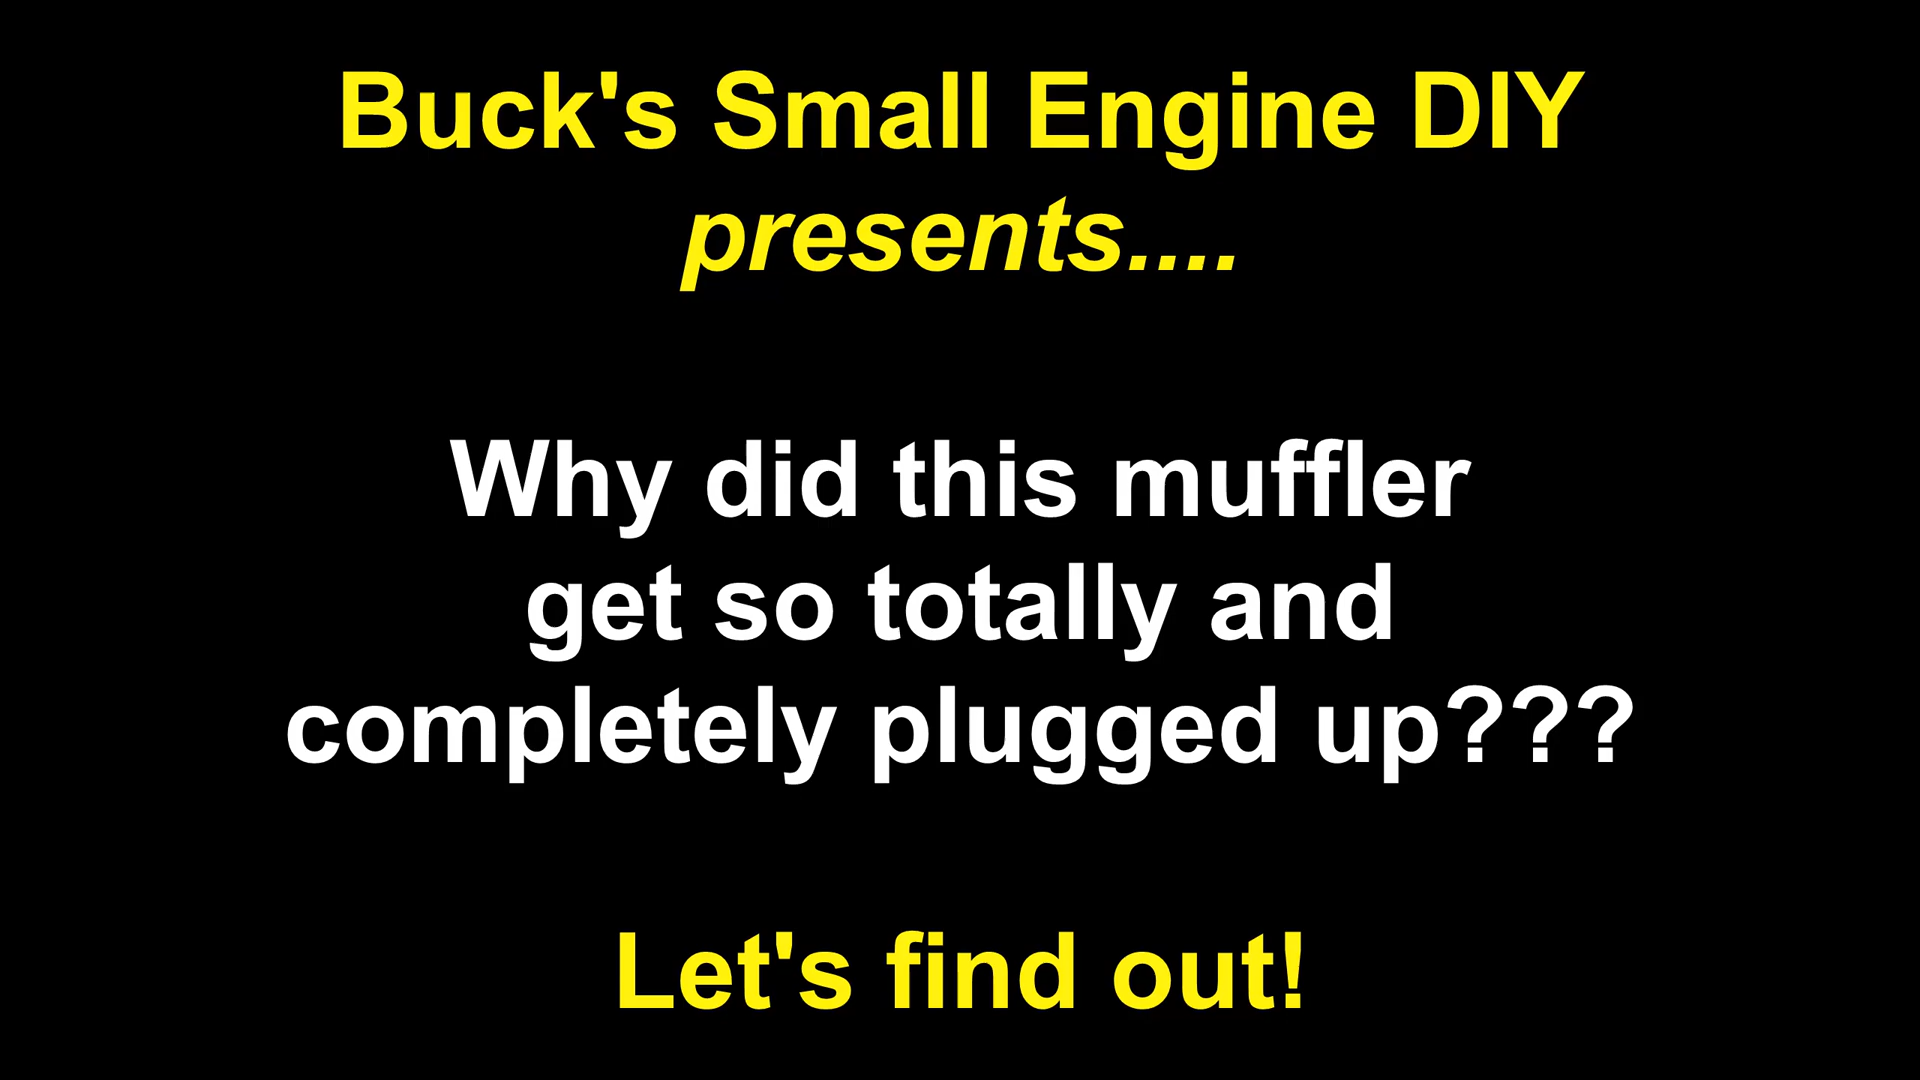 Buck's Small Engine DIY
presents....
Why did this muffler
get so totally and
completely plugged up???
Let's find out!